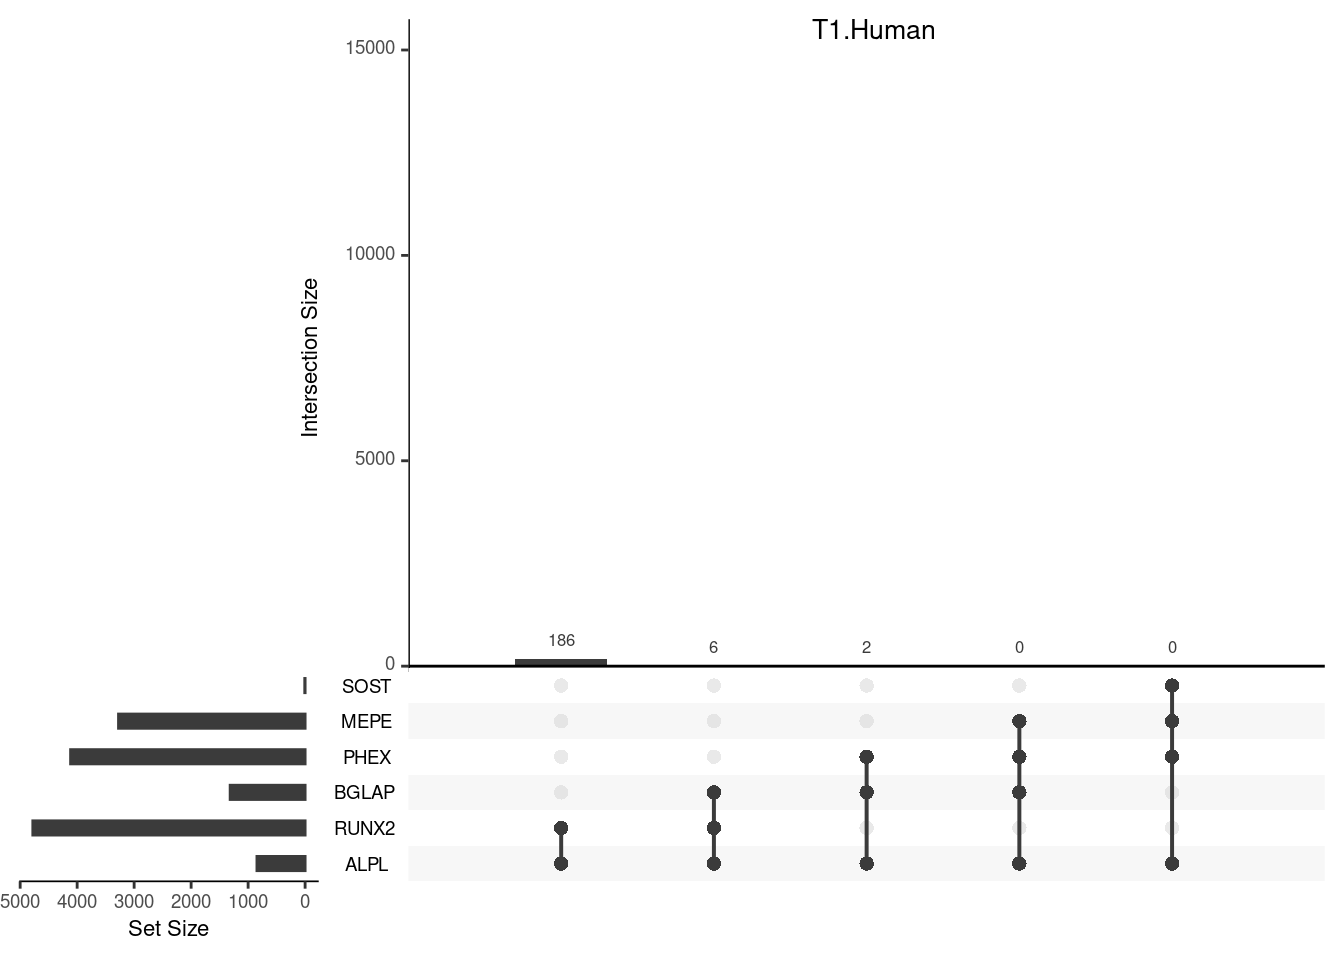 T1.Human
15000
10000
5000
0
Intersection Size
186
6
2
0
0
SOST
MEPE
PHEX
BGLAP
RUNX2
ALPL
5000 4000 3000 2000 1000 0
Set Size